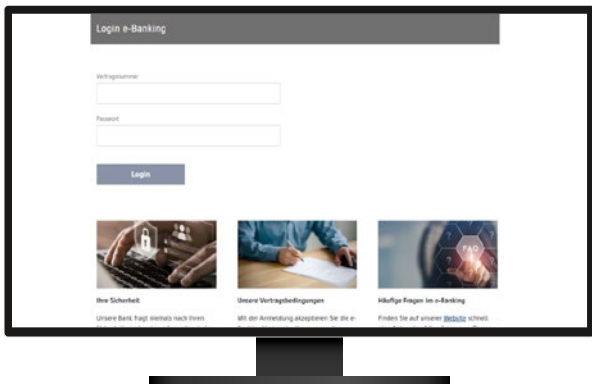 Login e-Banking
Vertragsnummer
Passwort
Login
FAQ
Ihre Sicherheit
Unsere Vertragsbedingungen
Häufige Fragen im e-Banking
Unsere Bank fragt niemals nach Ihren
Mit der Anmeldung akzeptieren Sie die e-
Finden Sie auf unserer Website schnell